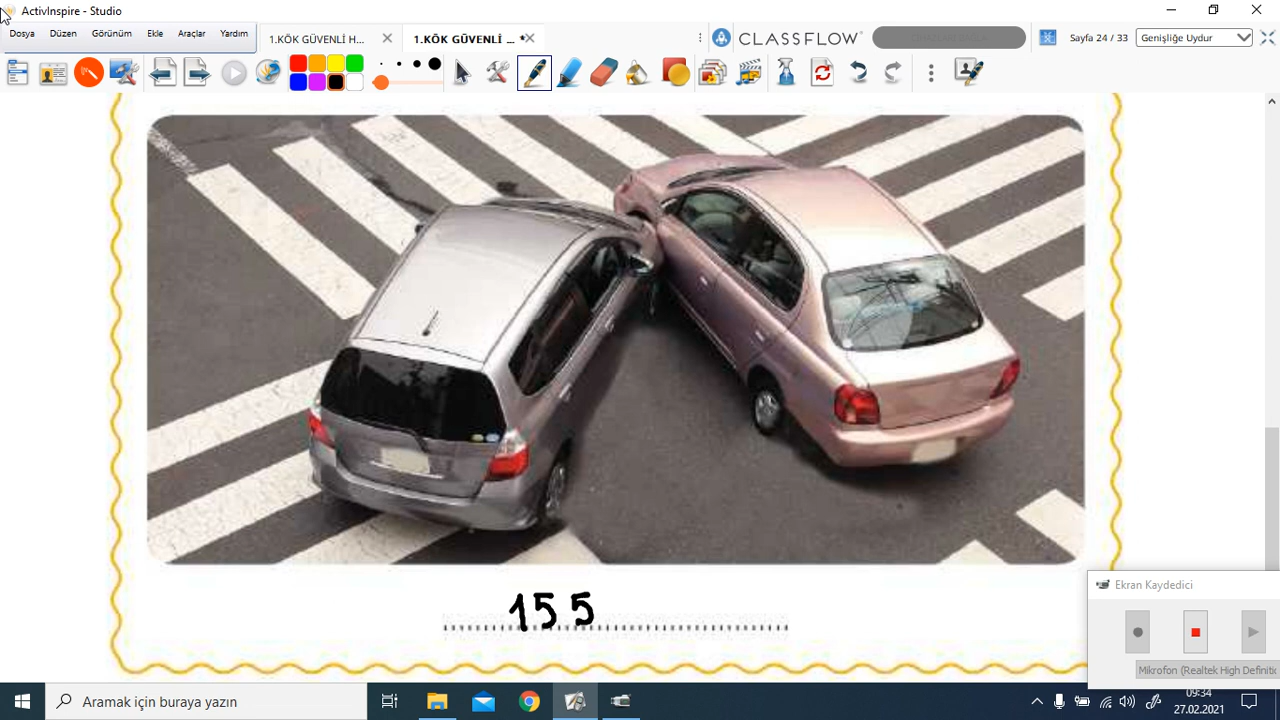 ActivInspire - Studio
Dosya Düzen Görünüm Ekle Araçlar Yardım
1.KÖK GÜVENLİ H...
1.KÖK GÜVENLİ ... *
CLASSFLOW
Sayfa 24 / 33
Genişliğe Uydur
155
Ekran Kaydedici
Mikrofon (Realtek High Definitic
Aramak için buraya yazın
09:34
27.02.2021